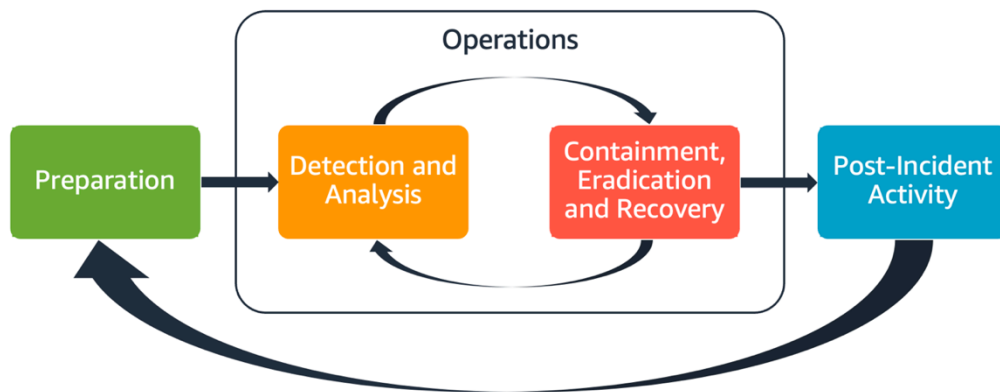 Operations
Preparation
Detection and
Analysis
Containment,
Eradication
and Recovery
Post-Incident
Activity